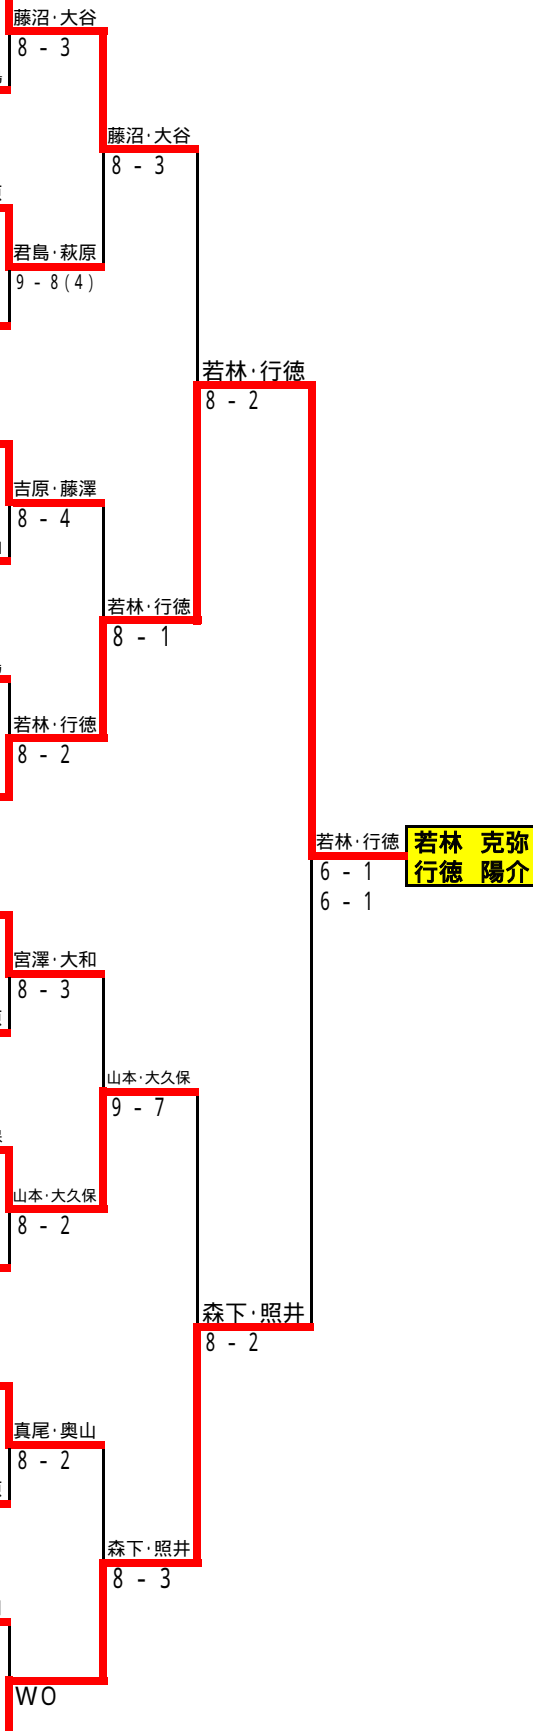 藤沼･大谷
8 - 3
藤沼･大谷
8 - 3
君島･萩原
9 - 8(4)
若林･行徳
8 - 2
吉原･藤澤
8 - 4
若林･行徳
8 - 1
若林･行徳
8 - 2
若林･行徳
若林 克弥
行徳 陽介
6 - 1
6 - 1
宮澤･大和
8 - 3
山本･大久保
9 - 7
山本･大久保
8 - 2
森下･照井
8 - 2
真尾･奥山
8 - 2
森下･照井
8 - 3
WO